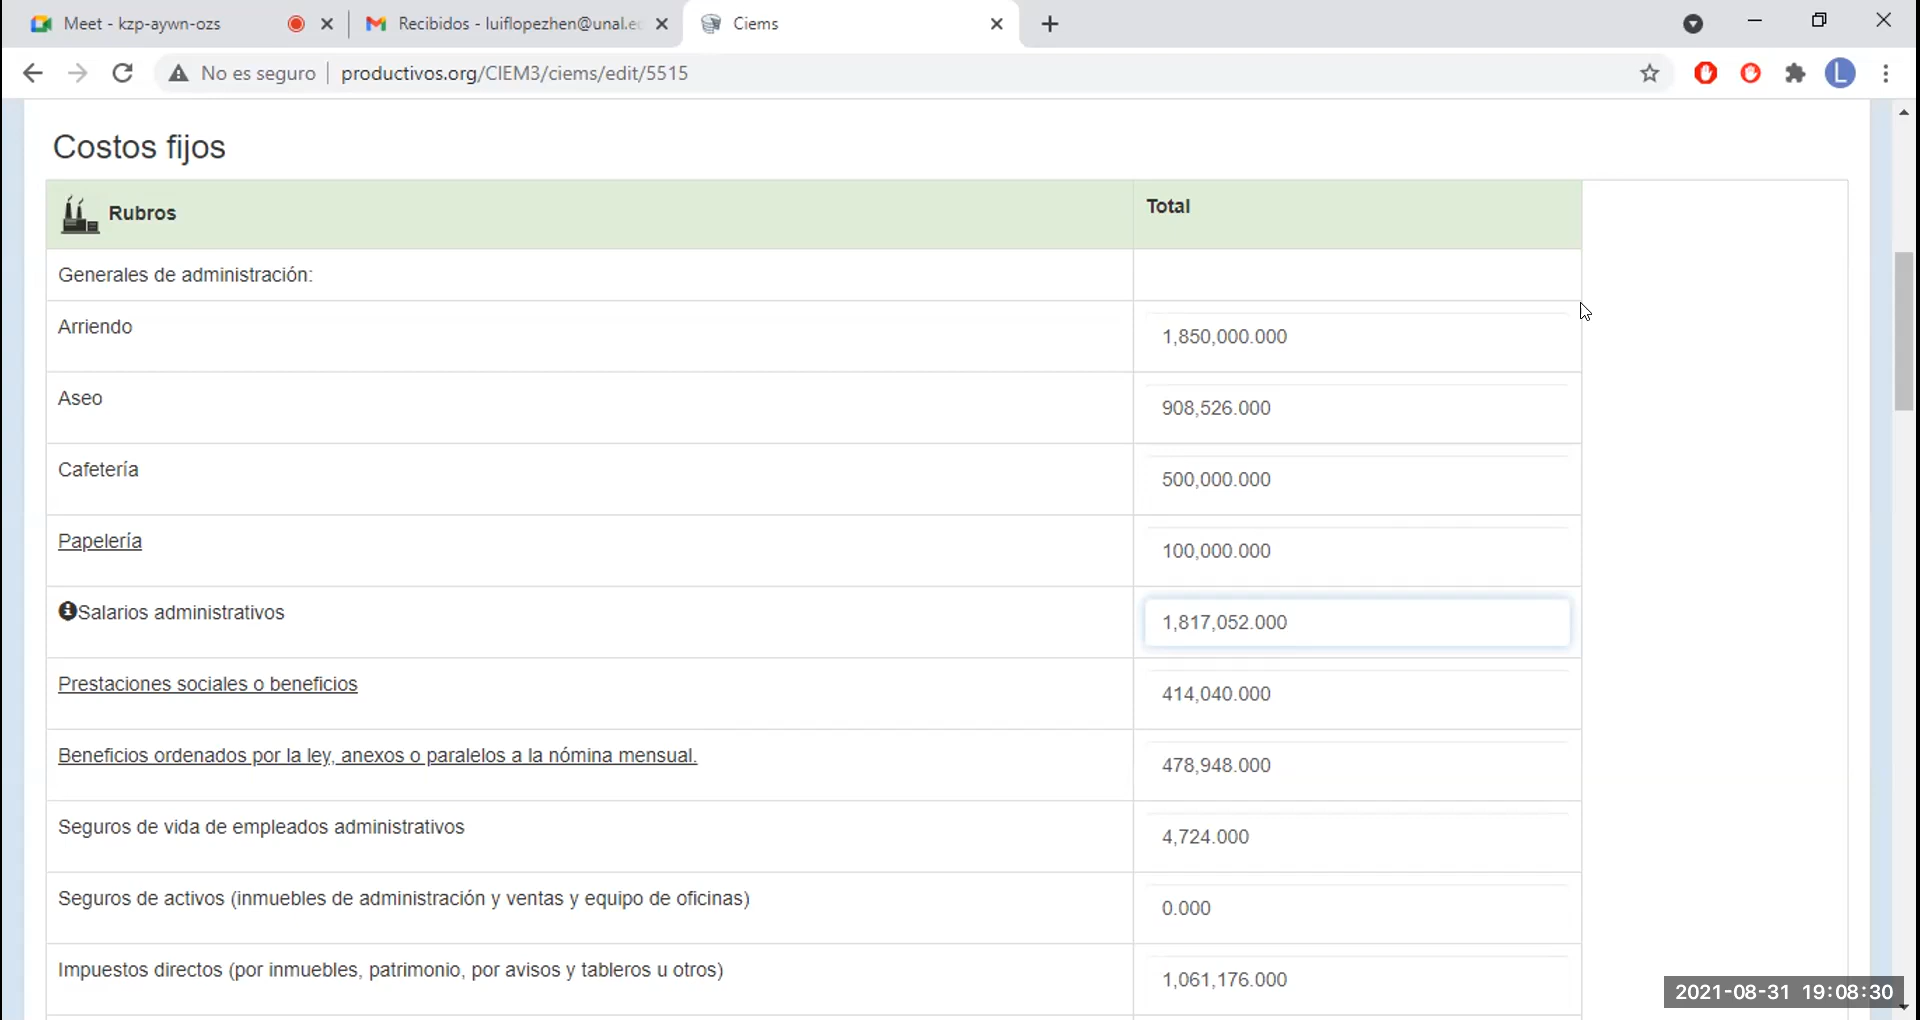 Meet - kzp-aywn-ozs
Recibidos - luiflopezhen@unal.e
Ciems
No es seguro
productivos.org/CIEM3/ciems/edit/5515
L
Costos fijos
Rubros Total
Generales de administración:
Arriendo 1,850,000.000
Aseo 908,526.000
Cafetería 500,000.000
Papelería 100,000.000
Salarios administrativos 1,817,052.000
Prestaciones sociales o beneficios 414,040.000
Beneficios ordenados por la ley, anexos o paralelos a la nómina mensual. 478,948.000
Seguros de vida de empleados administrativos 4,724.000
Seguros de activos (inmuebles de administración y ventas y equipo de oficinas) 0.000
Impuestos directos (por inmuebles, patrimonio, por avisos y tableros u otros) 1,061,176.000
2021-08-31 19:08:30